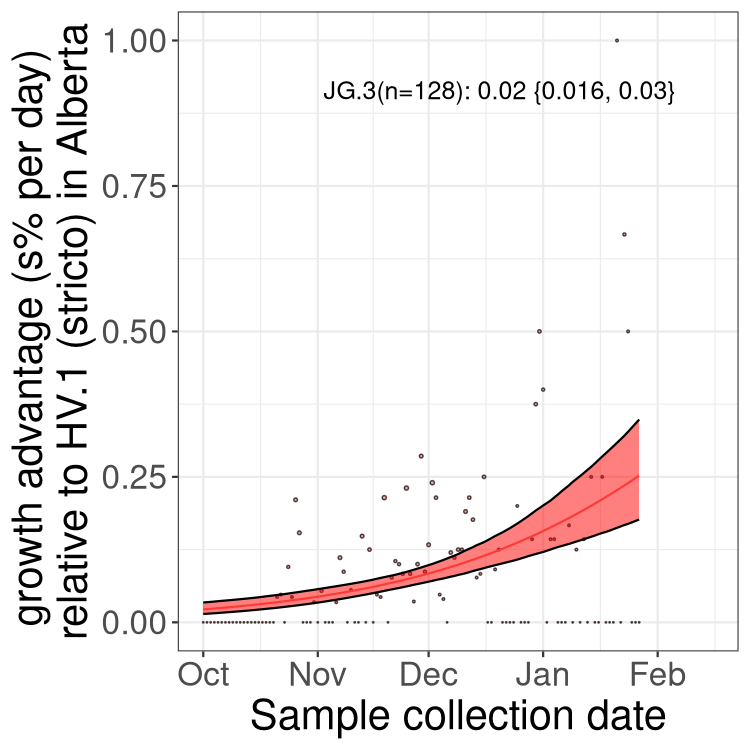 growth advantage (s% per day)
relative to HV.1 (stricto) in Alberta
1.00
0.75
0.50
0.25
0.00
JG.3(n=128): 0.02 {0.016, 0.03}
Oct
Nov
Dec
Jan
Feb
Sample collection date